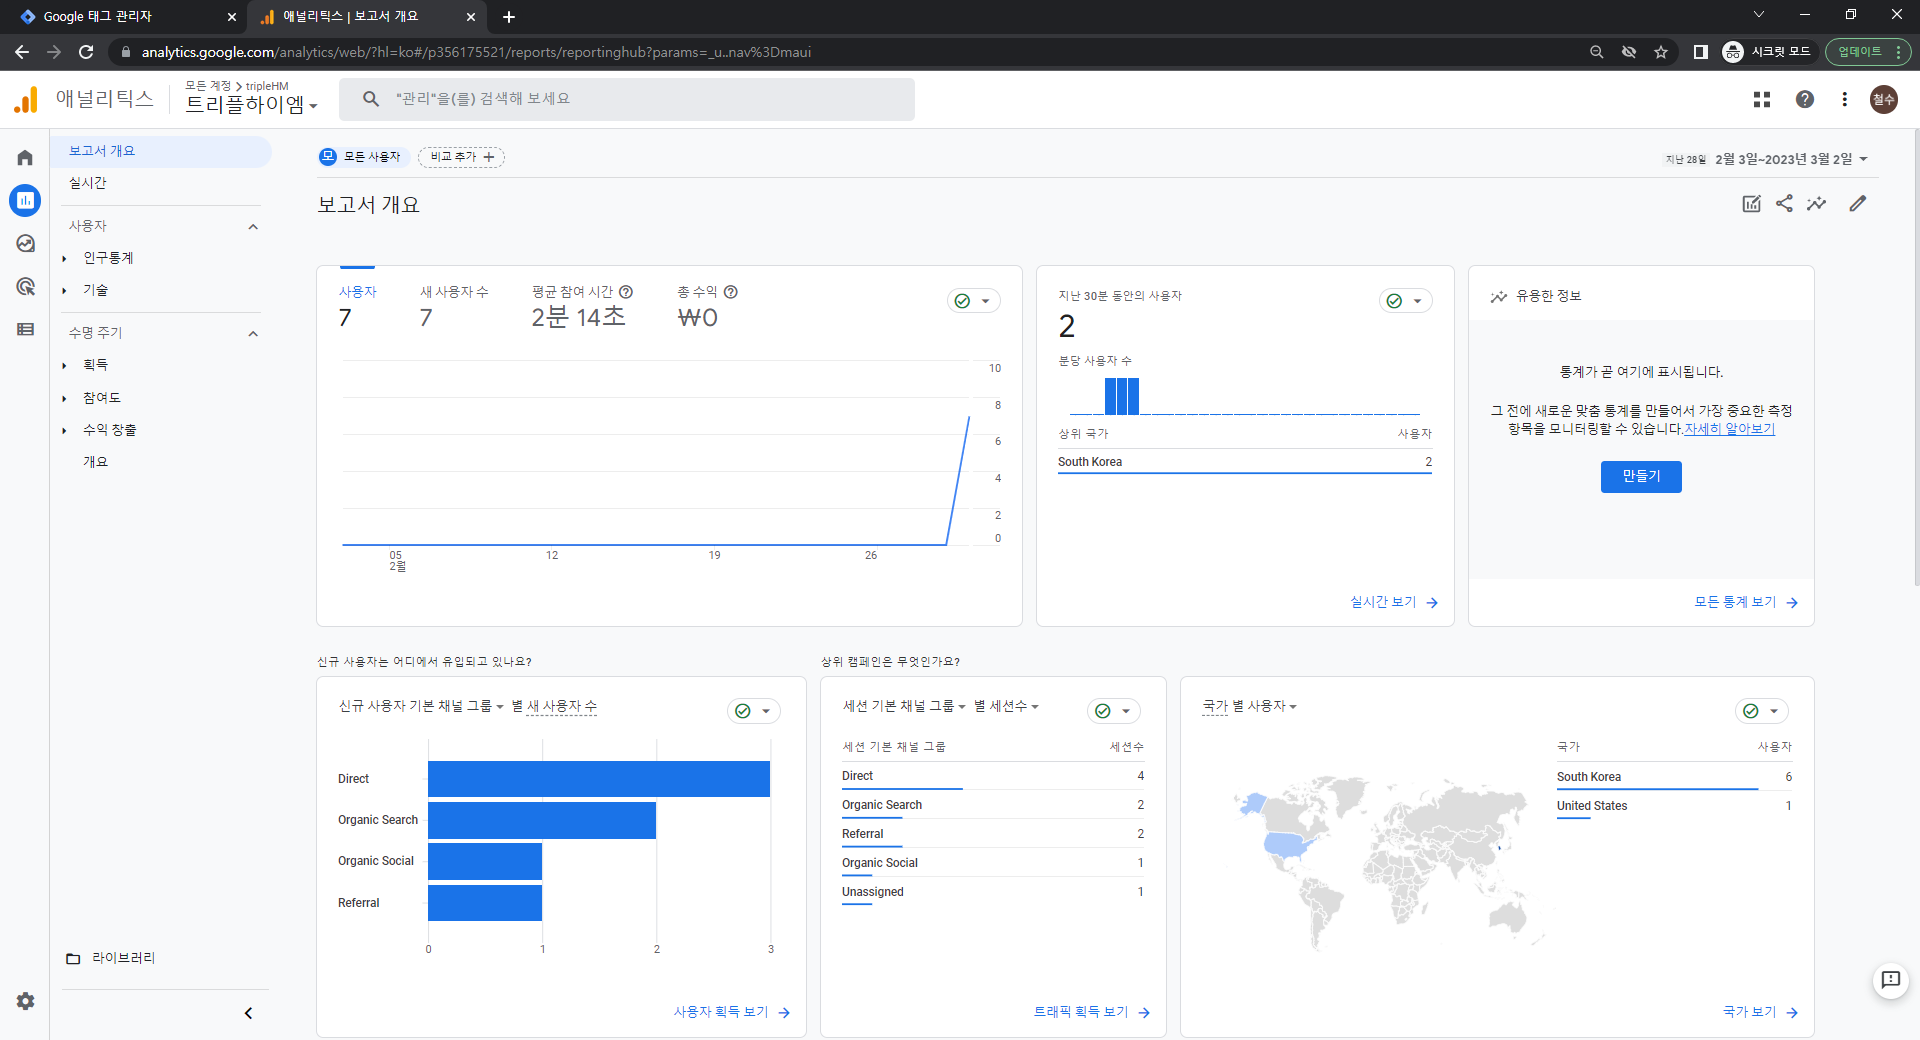 Google 태그 관리자
애널리틱스 | 보고서 개요
analytics.google.com/analytics/web/?hl=ko#/p356175521/reports/reportinghub?params=_u..nav%3Dmaui
시크릿 모드
업데이트
애널리틱스
모든 계정 > tripleHM
트리플하이엠
"관리"을(를) 검색해 보세요
철수
보고서 개요
실시간
사용자
인구통계
기술
수명 주기
획득
참여도
수익 창출
개요
라이브러리
모 모든 사용자
비교 추가 +
지난 28일 2월 3일~2023년 3월 2일
보고서 개요
사용자
7
새 사용자 수
7
평균 참여 시간
2분 14초
총 수익
₩0
10
8
6
4
2
0
05
2월
12
19
26
지난 30분 동안의 사용자
2
분당 사용자 수
상위 국가 사용자
South Korea 2
실시간 보기
유용한 정보
통계가 곧 여기에 표시됩니다.
그 전에 새로운 맞춤 통계를 만들어서 가장 중요한 측정
항목을 모니터링할 수 있습니다.자세히 알아보기
만들기
모든 통계 보기
신규 사용자는 어디에서 유입되고 있나요?
신규 사용자 기본 채널 그룹 별 새 사용자 수
Direct
Organic Search
Organic Social
Referral
0 1 2 3
사용자 획득 보기
상위 캠페인은 무엇인가요?
세션 기본 채널 그룹 별 세션수
세션 기본 채널 그룹 세션수
Direct 4
Organic Search 2
Referral 2
Organic Social 1
Unassigned 1
트래픽 획득 보기
국가 별 사용자
국가 사용자
South Korea 6
United States 1
국가 보기